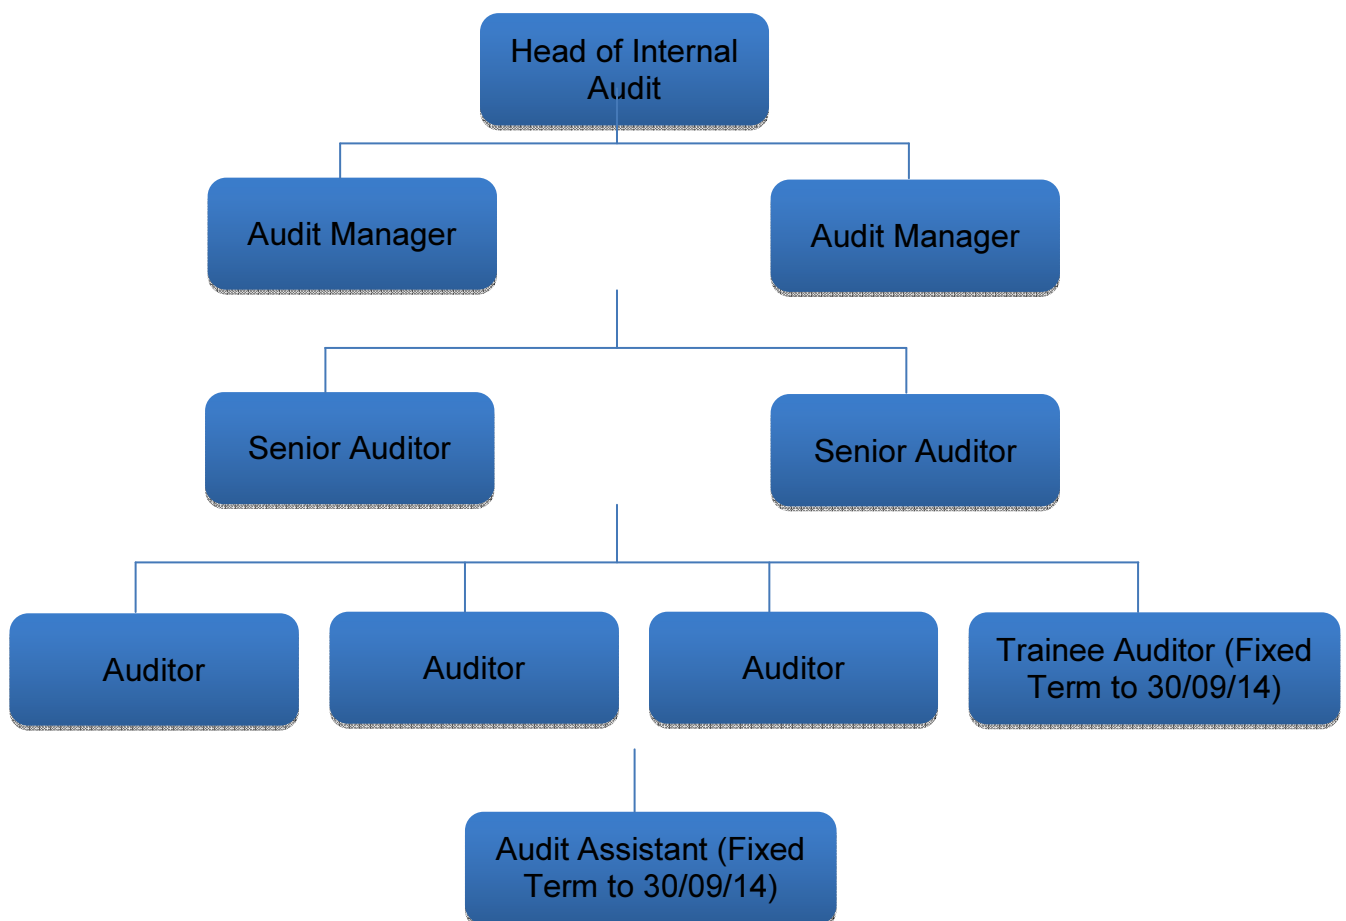 Head of Internal
Audit
Audit Manager
Audit Manager
Senior Auditor
Senior Auditor
Auditor
Auditor
Auditor
Trainee Auditor (Fixed
Term to 30/09/14)
Audit Assistant (Fixed
Term to 30/09/14)